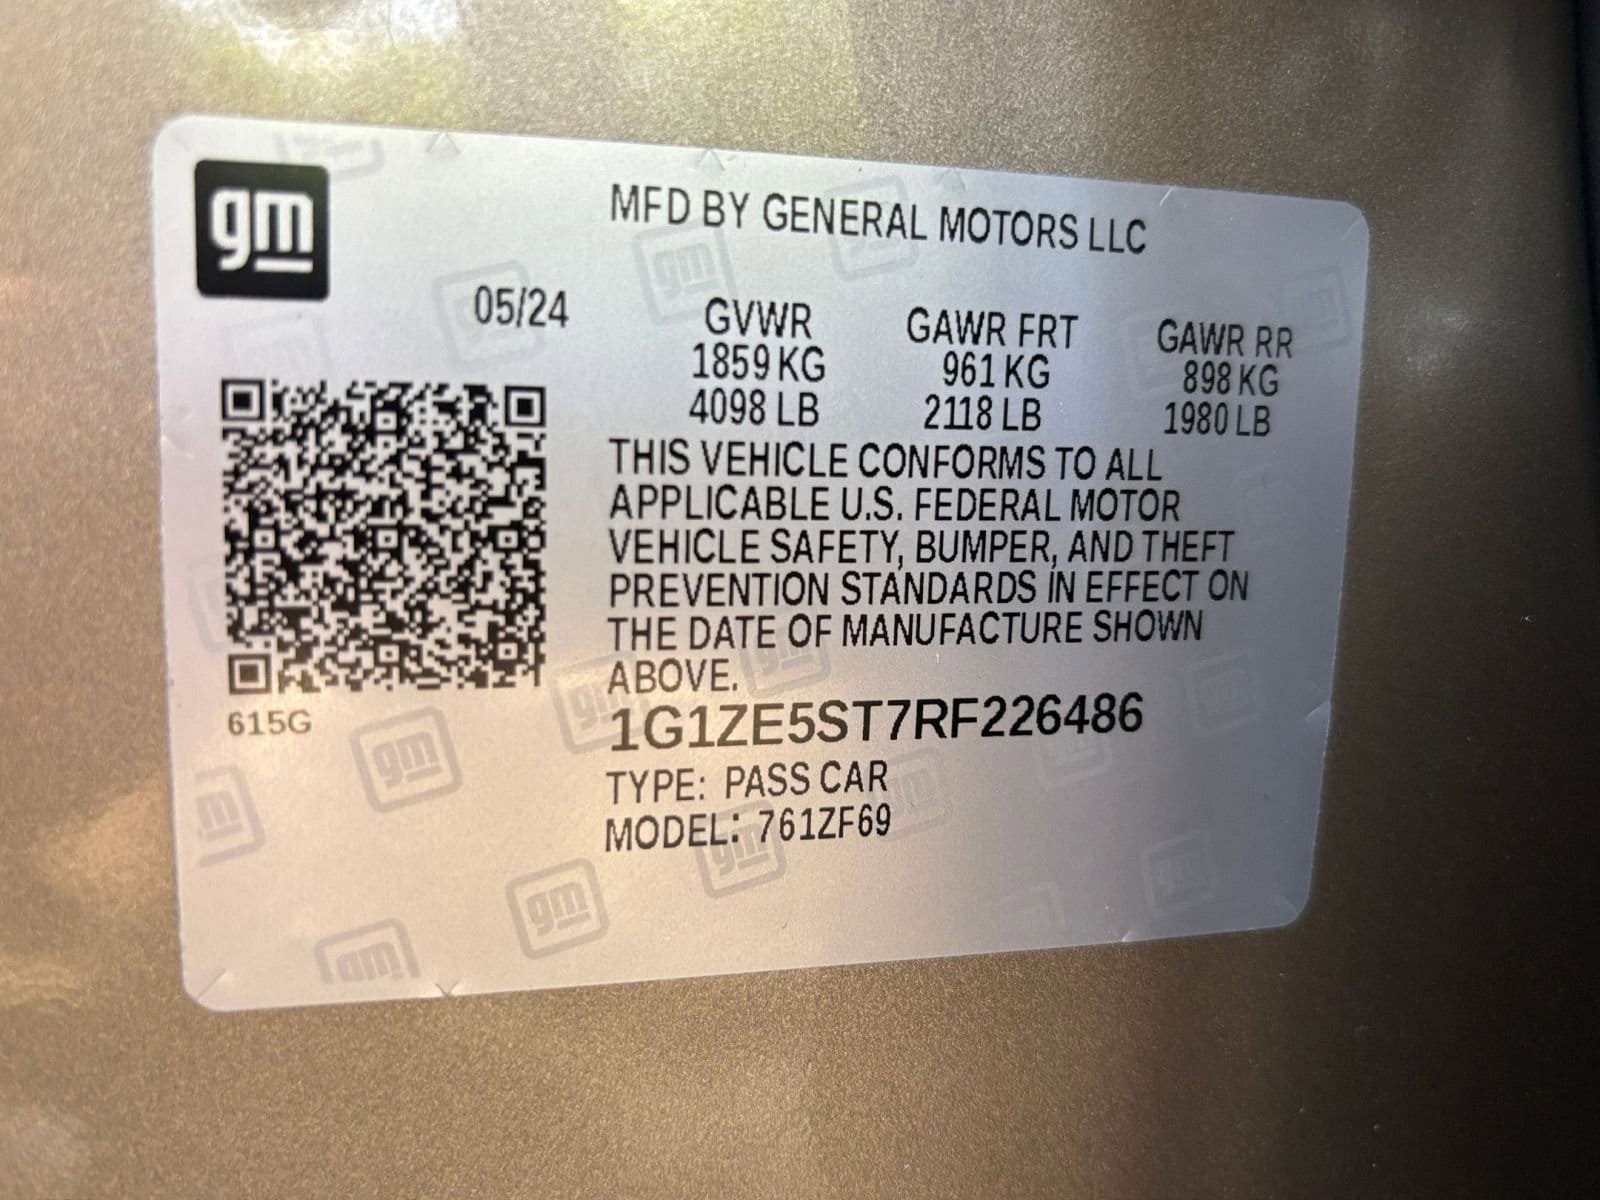 gm
MFD BY GENERAL MOTORS LLC
05/24
GVWR GAWR FRT GAWR RR
1859 KG 961 KG 898 KG
4098 LB 2118 LB 1980 LB
THIS VEHICLE CONFORMS TO ALL
APPLICABLE U.S. FEDERAL MOTOR
VEHICLE SAFETY, BUMPER, AND THEFT
PREVENTION STANDARDS IN EFFECT ON
THE DATE OF MANUFACTURE SHOWN
ABOVE.
615G
1G1ZE5ST7RF226486
TYPE: PASS CAR
MODEL: 761ZF69